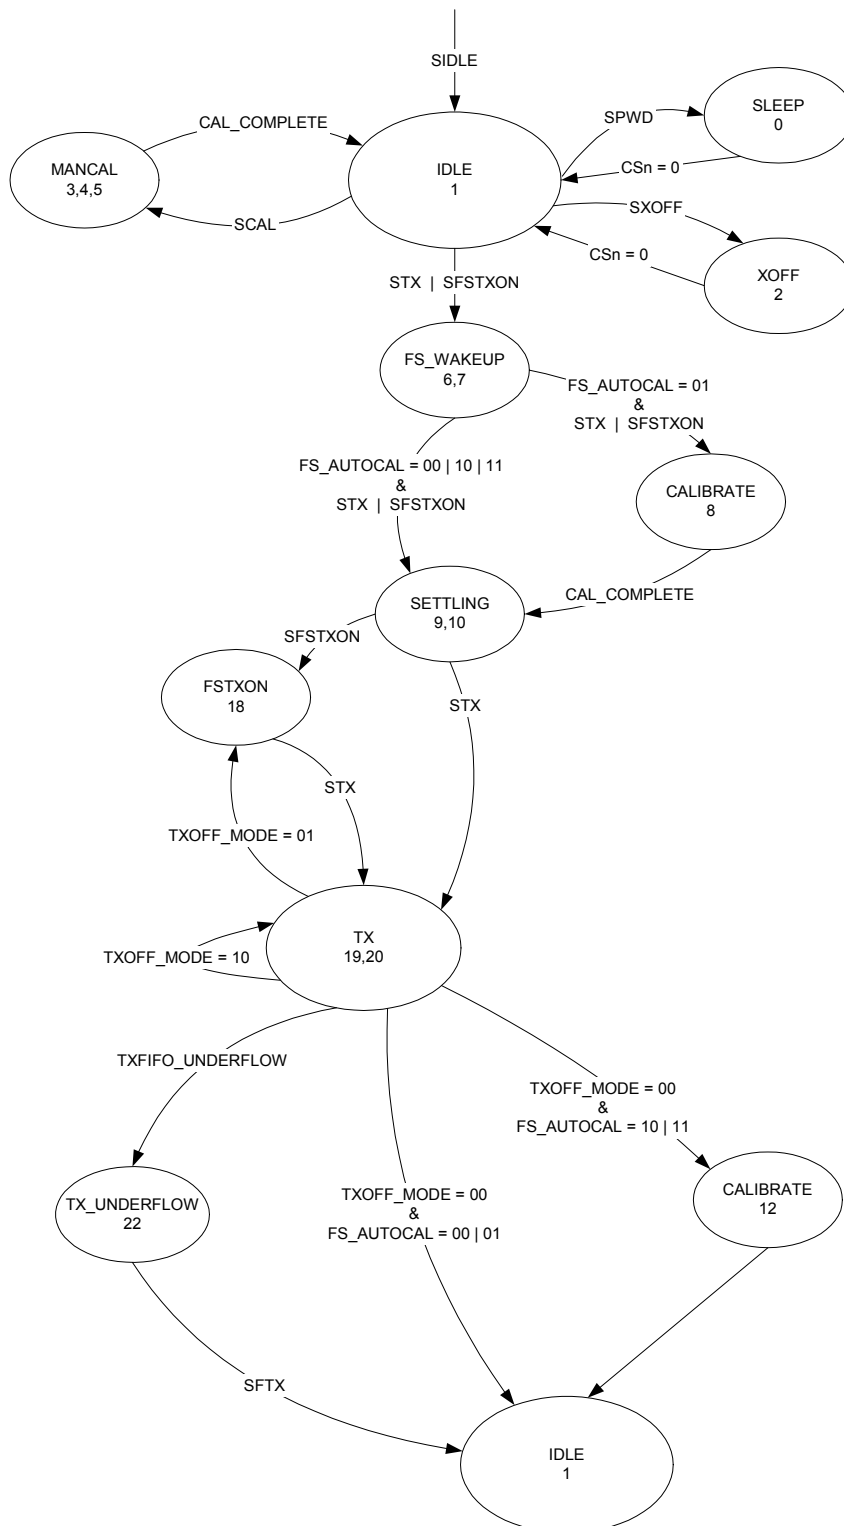 SIDLE
SPWD
SLEEP
0
CAL_COMPLETE
MANCAL
3,4,5
IDLE
1
CSn = 0
SCAL
SXOFF
CSn = 0
XOFF
2
STX | SFSTXON
FS_WAKEUP
6,7
FS_AUTOCAL = 01
&
STX | SFSTXON
FS_AUTOCAL = 00 | 10 | 11
&
STX | SFSTXON
CALIBRATE
8
SETTLING
9,10
CAL_COMPLETE
SFSTXON
FSTXON
18
STX
STX
TXOFF_MODE = 01
TX
19,20
TXOFF_MODE = 10
TXFIFO_UNDERFLOW
TXOFF_MODE = 00
&
FS_AUTOCAL = 10 | 11
TX_UNDERFLOW
22
TXOFF_MODE = 00
&
FS_AUTOCAL = 00 | 01
CALIBRATE
12
SFTX
IDLE
1